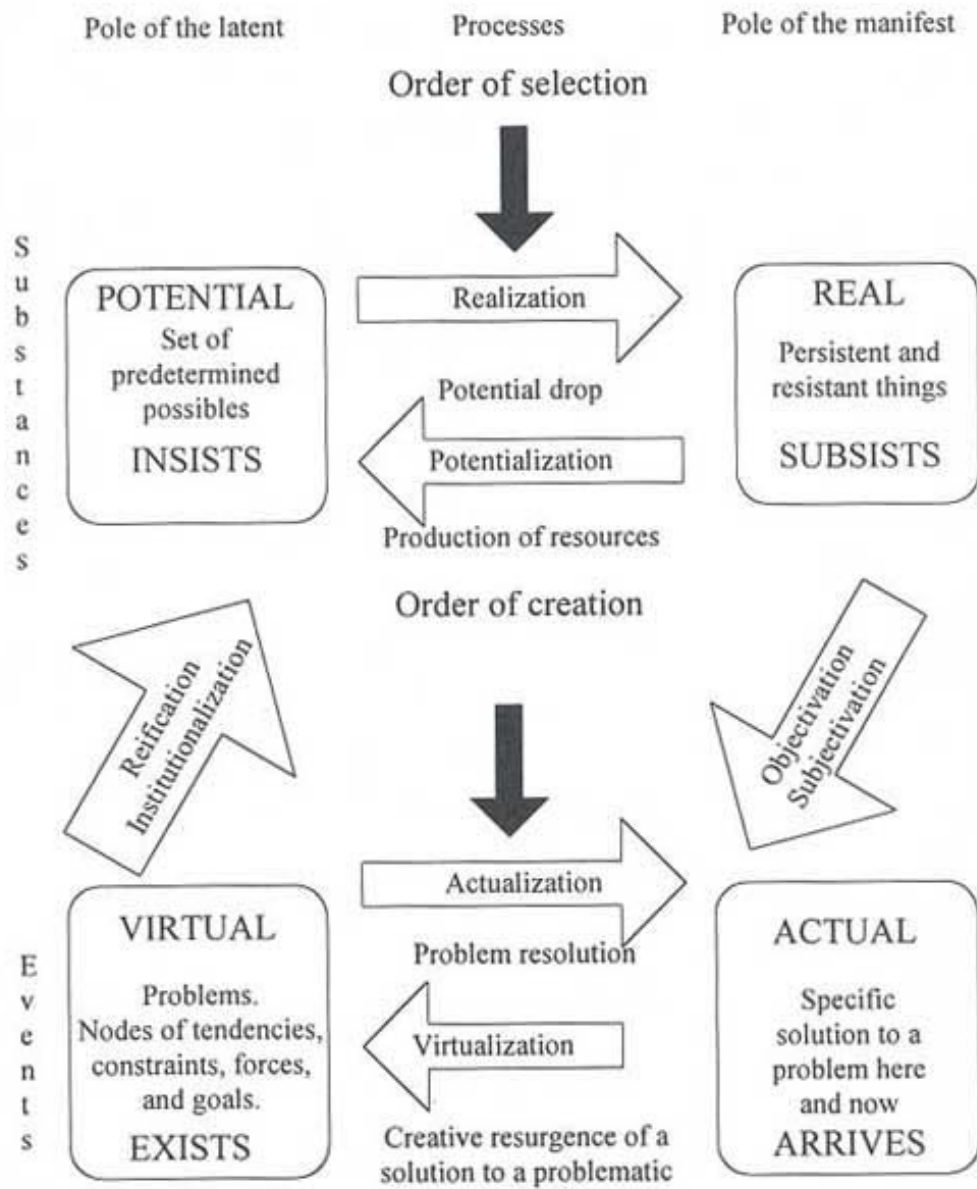 Pole of the latent
Processes
Pole of the manifest
Order of selection
Substances
POTENTIAL
Set of
predetermined
possibles
INSISTS
Realization
Potential drop
Potentialization
Production of resources
REAL
Persistent and
resistant things
SUBSISTS
Order of creation
Reification
Institutionalization
Objectivation
Subjectivation
Events
VIRTUAL
Problems.
Nodes of tendencies,
constraints, forces,
and goals.
EXISTS
Actualization
Problem resolution
Virtualization
Creative resurgence of a
solution to a problematic
ACTUAL
Specific
solution to a
problem here
and now
ARRIVES